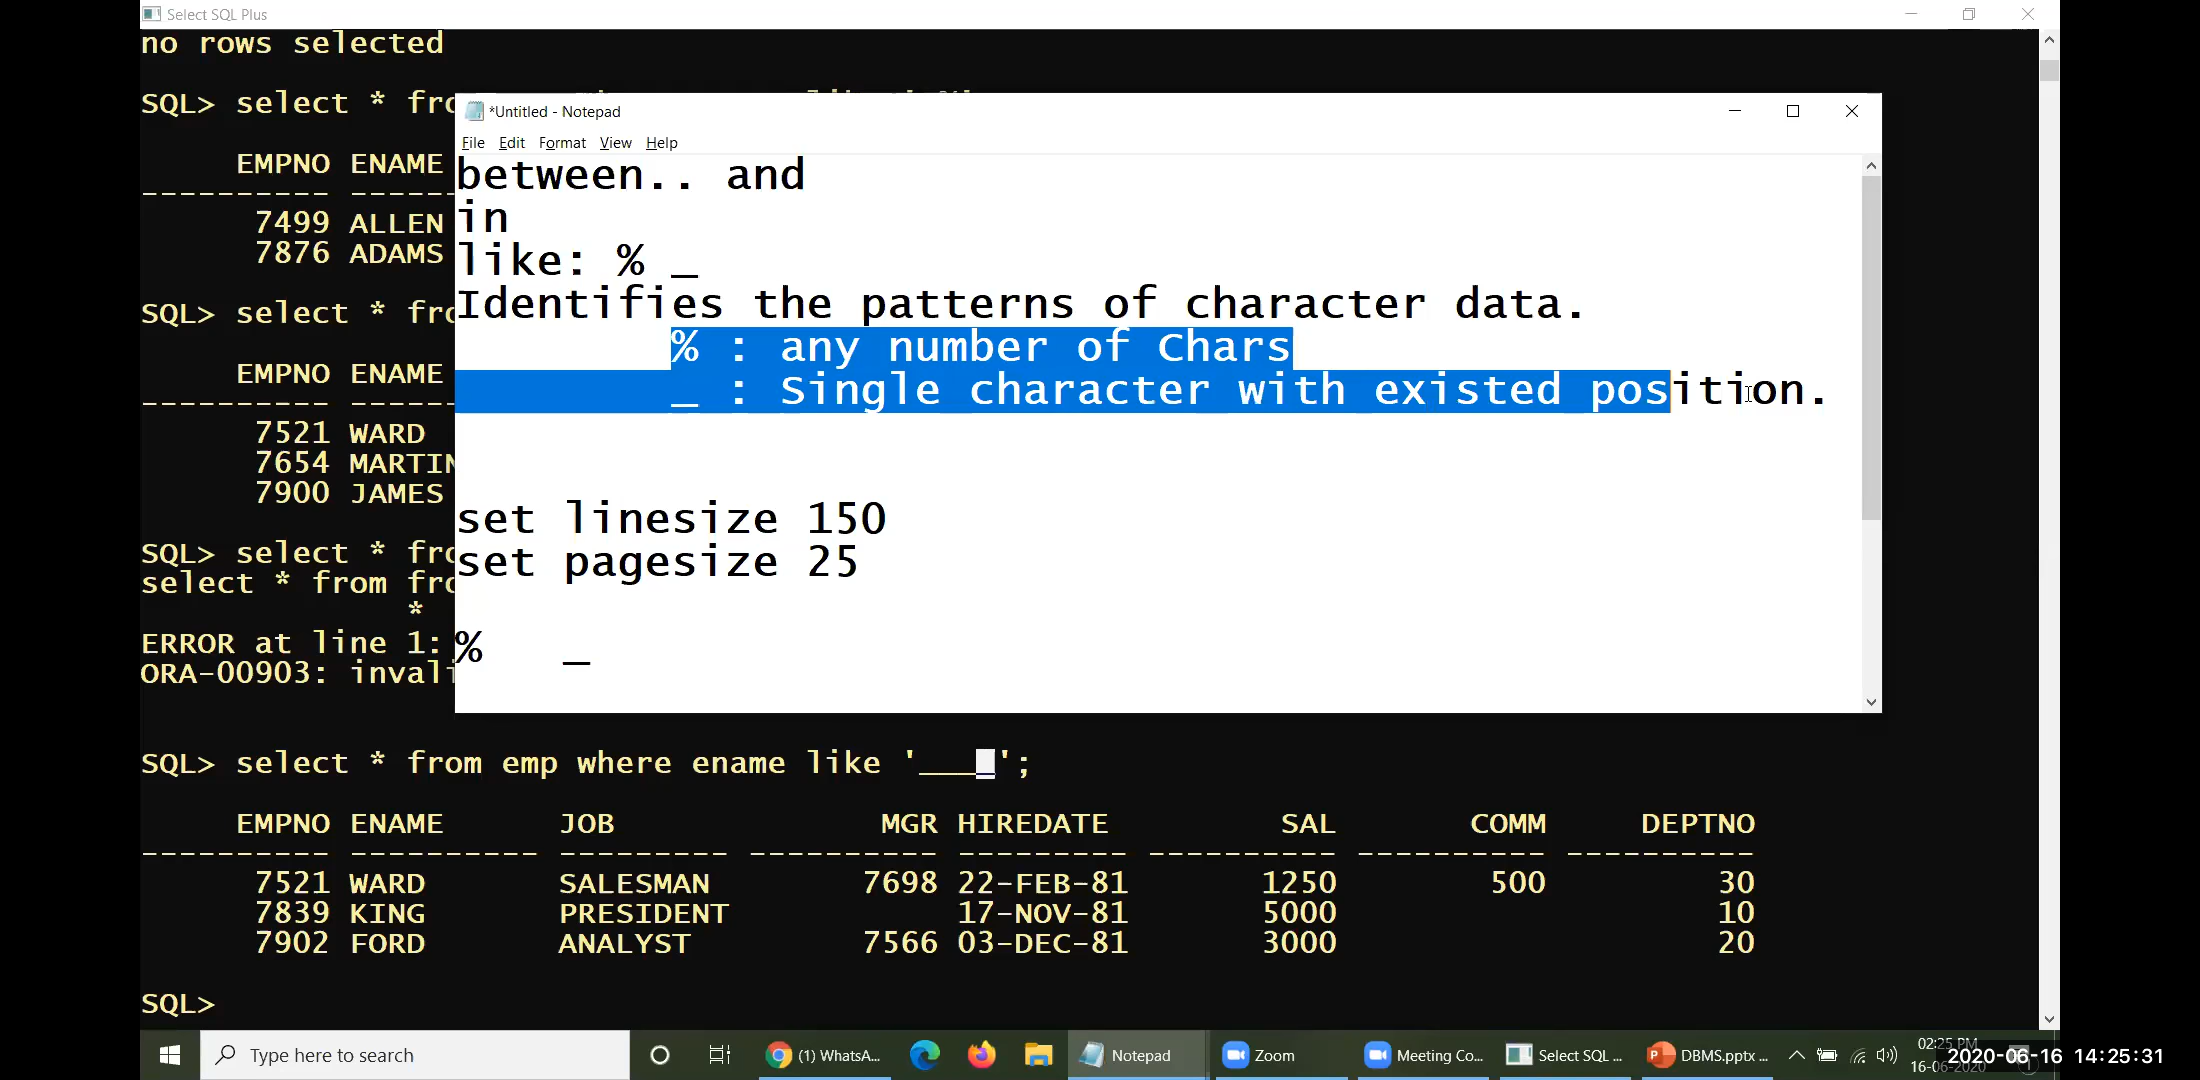 Select SQL Plus
no rows selected
SQL> select * fro
EMPNO ENAME
---------- -----
7499 ALLEN
7876 ADAMS
SQL> select * fro
EMPNO ENAME
---------- -----
7521 WARD
7654 MARTIN
7900 JAMES
SQL> select * fro
select * from fro
*
ERROR at line 1:
ORA-00903: invali
*Untitled - Notepad
File Edit Format View Help
between.. and
in
like: % _
Identifies the patterns of character data.
% : any number of Chars
_ : Single character with existed position.
set linesize 150
set pagesize 25
% _
SQL> select * from emp where ename like '____';
EMPNO ENAME JOB MGR HIREDATE SAL COMM DEPTNO
---------- ---------- --------- ---------- --------- ---------- ---------- ----------
7521 WARD SALESMAN 7698 22-FEB-81 1250 500 30
7839 KING PRESIDENT 17-NOV-81 5000 10
7902 FORD ANALYST 7566 03-DEC-81 3000 20
SQL>
Type here to search
(1) WhatsA...
Notepad
Zoom
Meeting Co...
Select SQL ...
DBMS.pptx ...
02:25 PM
16-06-2020
2020-06-16 14:25:31